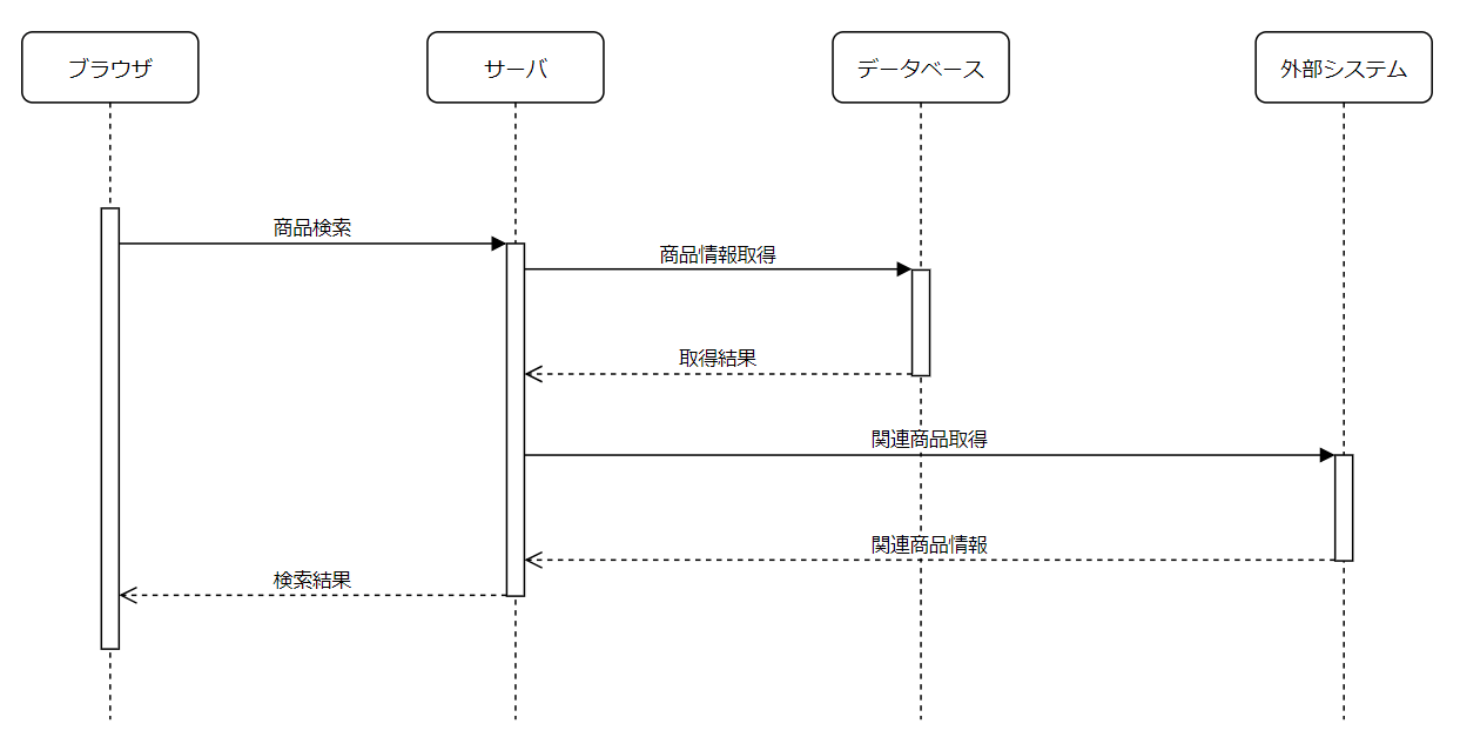 ブラウザ
サーバ
データベース
外部システム
商品検索
商品情報取得
取得結果
関連商品取得
関連商品情報
検索結果